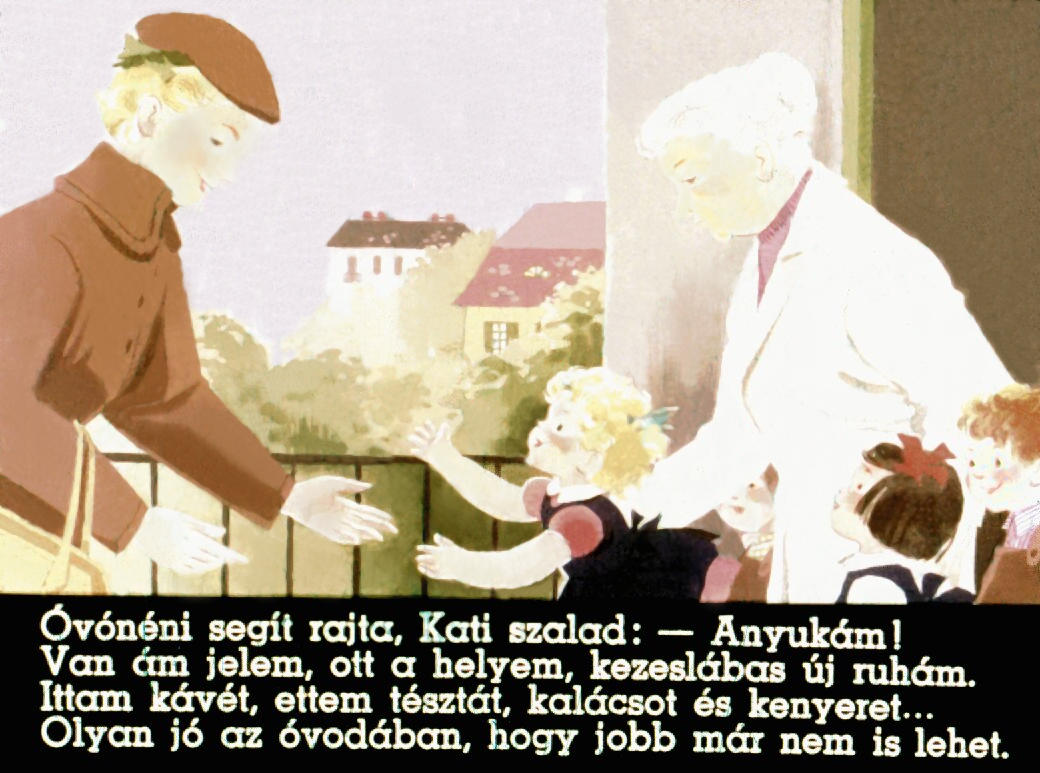 Óvónéni segít rajta, Kati szalad: — Anyukám!
Van ám jelem, ott a helyem, kezeslábas új ruhám.
Ittam kávét, ettem tésztát, kalácsot és kenyeret...
Olyan jó az óvodában, hogy jobb már nem is lehet.